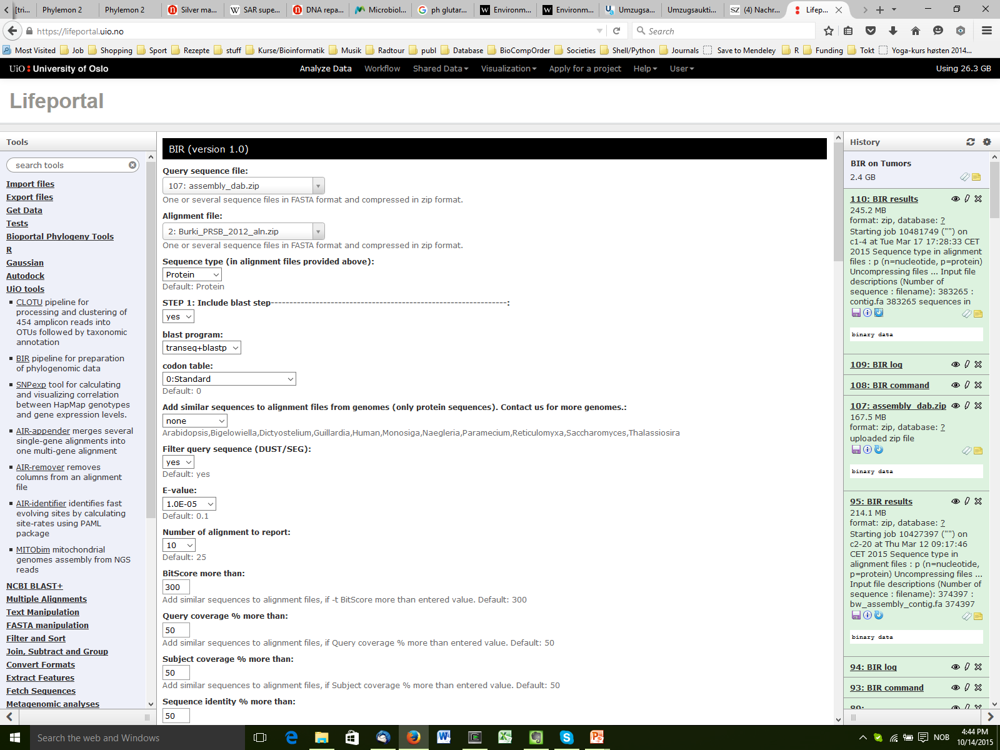 [tri...
Phylemon 2
Phylemon 2
Silver ma...
SAR supe...
DNA repa...
Microbiol...
ph glutar...
Environm...
Environm...
Umzugsa...
Umzugsaukti...
(4) Nachr...
Lifep...
https://lifeportal.uio.no
Search
Most Visited
Job
Shopping
Sport
Rezepte
stuff
Kurse/Bioinformatik
Musik
Radtour
publ
Database
BioCompOrder
Societies
Shell/Python
Journals
Save to Mendeley
R
Funding
Tokt
Yoga-kurs høsten 2014...
UiO : University of Oslo
Analyze Data
Workflow
Shared Data
Visualization
Apply for a project
Help
User
Using 26.3 GB
Lifeportal
Tools
search tools
Import files
Export files
Get Data
Tests
Bioportal Phylogeny Tools
R
Gaussian
Autodock
UiO tools
CLOTU pipeline for
processing and clustering of
454 amplicon reads into
OTUs followed by taxonomic
annotation
BIR pipeline for preparation
of phylogenomic data
SNPexp tool for calculating
and visualizing correlation
between HapMap genotypes
and gene expression levels.
AIR-appender merges several
single-gene alignments into
one multi-gene alignment
AIR-remover removes
columns from an alignment
file
AIR-identifier identifies fast
evolving sites by calculating
site-rates using PAML
package
MITObim mitochondrial
genomes assembly from NGS
reads
NCBI BLAST+
Multiple Alignments
Text Manipulation
FASTA manipulation
Filter and Sort
Join, Subtract and Group
Convert Formats
Extract Features
Fetch Sequences
Metagenomic analyses
BIR (version 1.0)
Query sequence file:
107: assembly_dab.zip
One or several sequence files in FASTA format and compressed in zip format.
Alignment file:
2: Burki_PRSB_2012_aln.zip
One or several sequence files in FASTA format and compressed in zip format.
Sequence type (in alignment files provided above):
Protein
Default: Protein
STEP 1: Include blast step---------------------------------------------------------------:
yes
blast program:
transeq+blastp
codon table:
0:Standard
Default: 0
Add similar sequences to alignment files from genomes (only protein sequences). Contact us for more genomes.:
none
Arabidopsis,Bigelowiella,Dictyostelium,Guillardia,Human,Monosiga,Naegleria,Paramecium,Reticulomyxa,Saccharomyces,Thalassiosira
Filter query sequence (DUST/SEG):
yes
Default: yes
E-value:
1.0E-05
Default: 0.1
Number of alignment to report:
10
Default: 25
BitScore more than:
300
Add similar sequences to alignment files, if -t BitScore more than entered value. Default: 300
Query coverage % more than:
50
Add similar sequences to alignment files, if Query coverage % more than entered value. Default: 50
Subject coverage % more than:
50
Add similar sequences to alignment files, if Subject coverage % more than entered value. Default: 50
Sequence identity % more than:
50
History
BIR on Tumors
2.4 GB
110: BIR results
245.2 MB
format: zip, database: ?
Starting job 10481749 ("") on
c1-4 at Tue Mar 17 17:28:33 CET
2015 Sequence type in alignment
files : p (n=nucleotide, p=protein)
Uncompressing files ... Input file
descriptions (Number of
sequence : filename): 383265 :
contig.fa 383265 sequences in
binary data
109: BIR log
108: BIR command
107: assembly_dab.zip
167.5 MB
format: zip, database: ?
uploaded zip file
binary data
95: BIR results
214.1 MB
format: zip, database: ?
Starting job 10427397 ("") on
c2-20 at Thu Mar 12 09:17:46
CET 2015 Sequence type in
alignment files : p (n=nucleotide,
p=protein) Uncompressing files ...
Input file descriptions (Number of
sequence : filename): 374397 :
bw_assembly_contig.fa 374397
binary data
94: BIR log
93: BIR command
Search the web and Windows
NOB
4:44 PM
10/14/2015